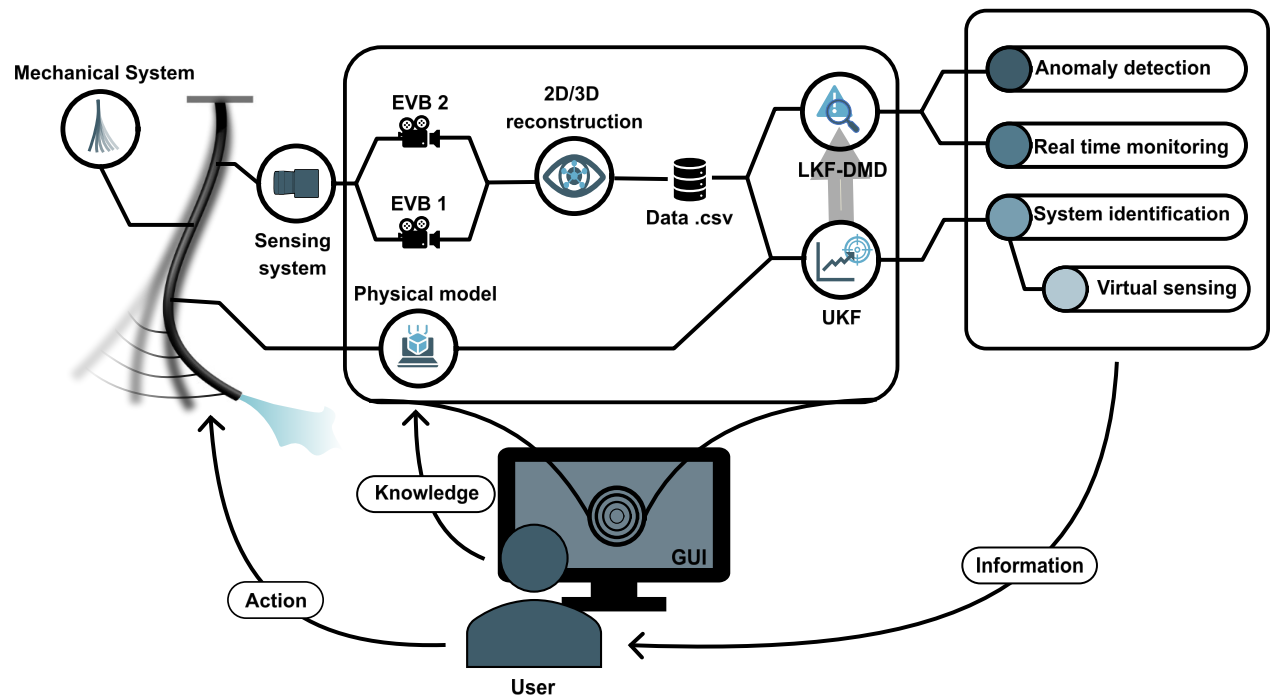 Mechanical System
Sensing
system
EVB 2
EVB 1
2D/3D
reconstruction
Data .csv
Physical model
LKF-DMD
UKF
Anomaly detection
Real time monitoring
System identification
Virtual sensing
Knowledge
GUI
Action
Information
User